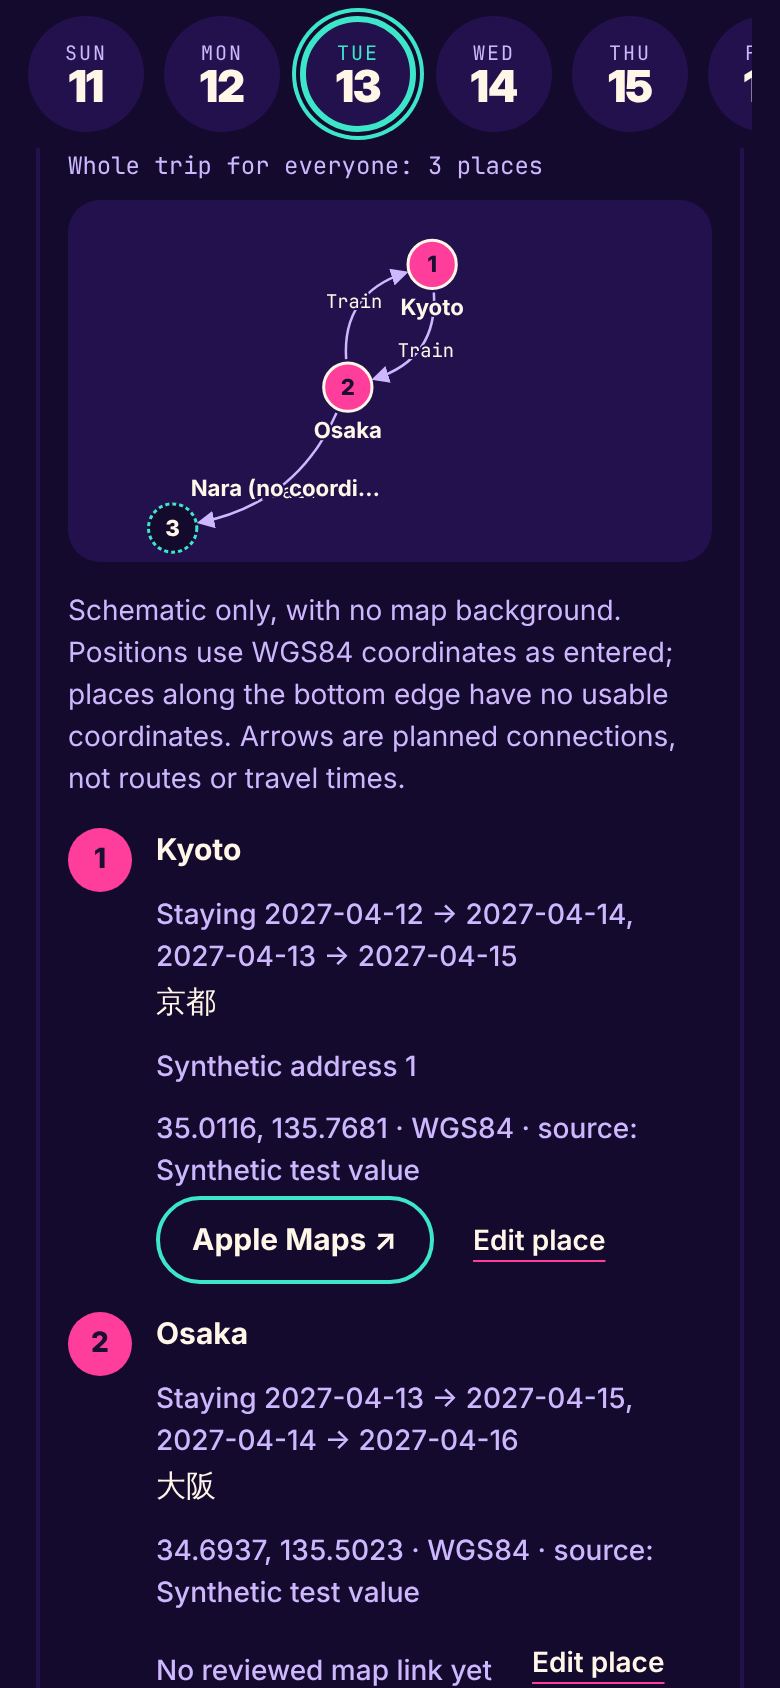 SUN MON TUE WED THU
11 12 13 14 15
Whole trip for everyone: 3 places
1
Train
Kyoto
Train
2
Osaka
Nara (no coordi…
3
Schematic only, with no map background.
Positions use WGS84 coordinates as entered;
places along the bottom edge have no usable
coordinates. Arrows are planned connections,
not routes or travel times.
1 Kyoto
Staying 2027-04-12 → 2027-04-14,
2027-04-13 → 2027-04-15
京都
Synthetic address 1
35.0116, 135.7681 · WGS84 · source:
Synthetic test value
Apple Maps ↗ Edit place
2 Osaka
Staying 2027-04-13 → 2027-04-15,
2027-04-14 → 2027-04-16
大阪
34.6937, 135.5023 · WGS84 · source:
Synthetic test value
No reviewed map link yet Edit place